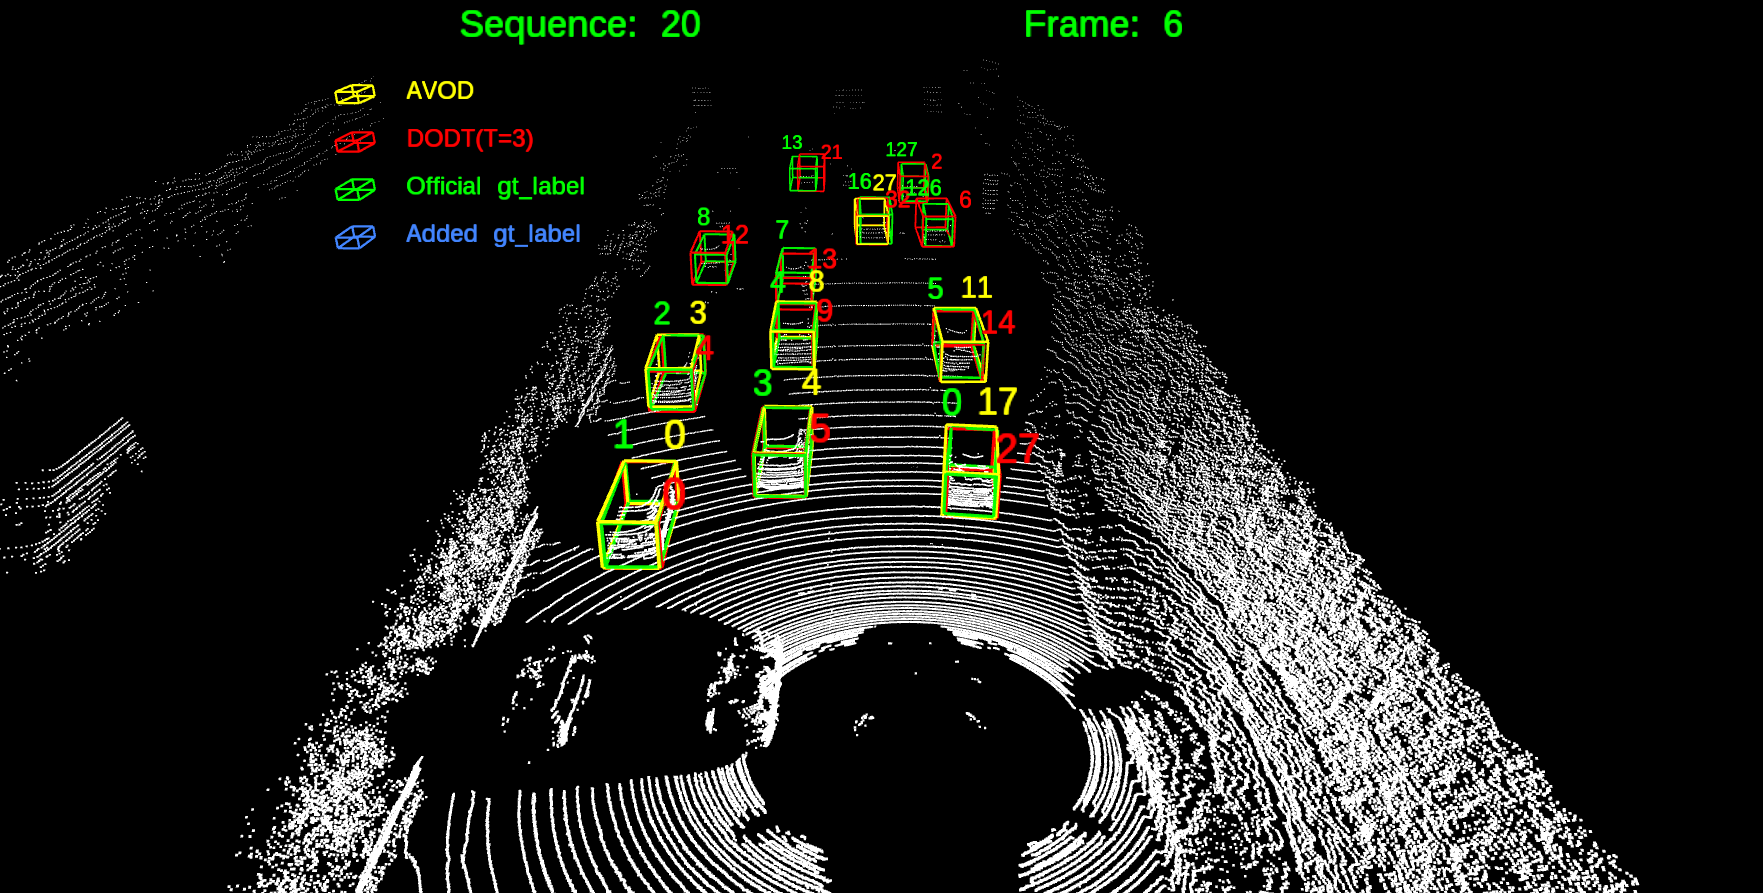 Sequence: 20 Frame: 6
AVOD
DODT(T=3)
Official gt_label
Added gt_label
13 21 127 2
16 27 32 126 6
8 12 7 13
4 8 9 5 11 14
2 3 4
3 4 5 0 17 27
1 0 0